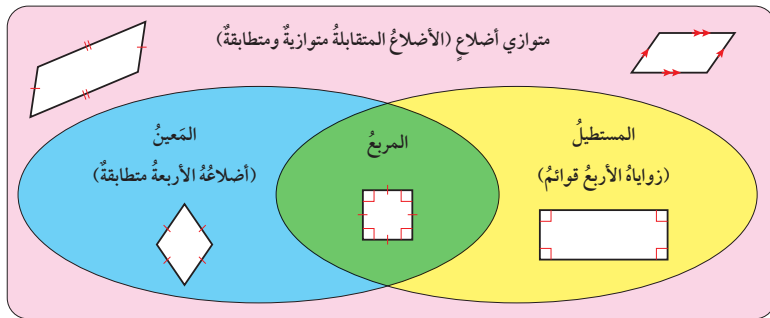 متوازي أضلاعٍ (الأضلاعُ المتقابلةُ متوازيةٌ ومتطابقةٌ)
المستطيلُ
(زواياهُ الأربعُ قوائمُ)
المربعُ
المَعينُ
(أضلاعُهُ الأربعةُ متطابقةٌ)